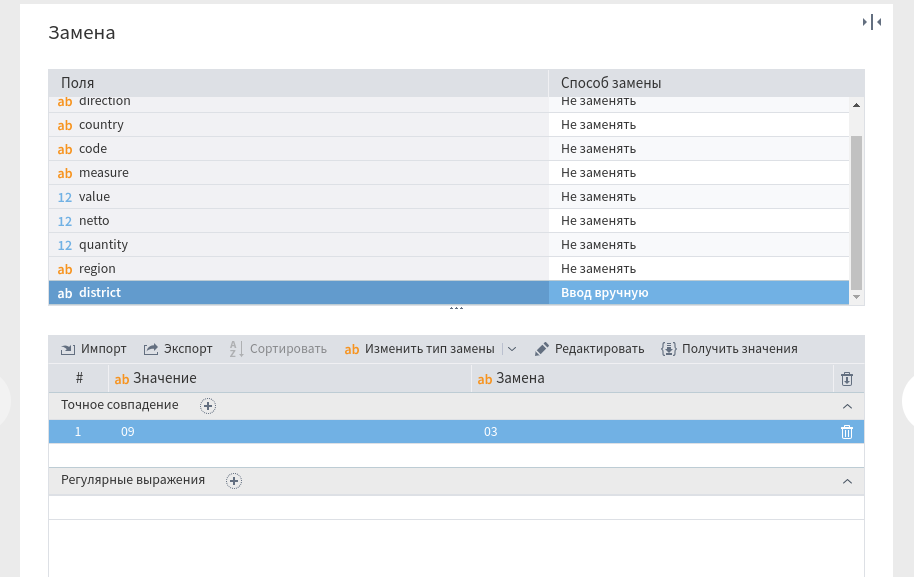 Замена
Поля Способ замены
ab direction Не заменять
ab country Не заменять
ab code Не заменять
ab measure Не заменять
12 value Не заменять
12 netto Не заменять
12 quantity Не заменять
ab region Не заменять
ab district Ввод вручную
Импорт Экспорт AZ Сортировать ab Изменить тип замены Редактировать Получить значения
# ab Значение ab Замена
Точное совпадение
1 09 03
Регулярные выражения